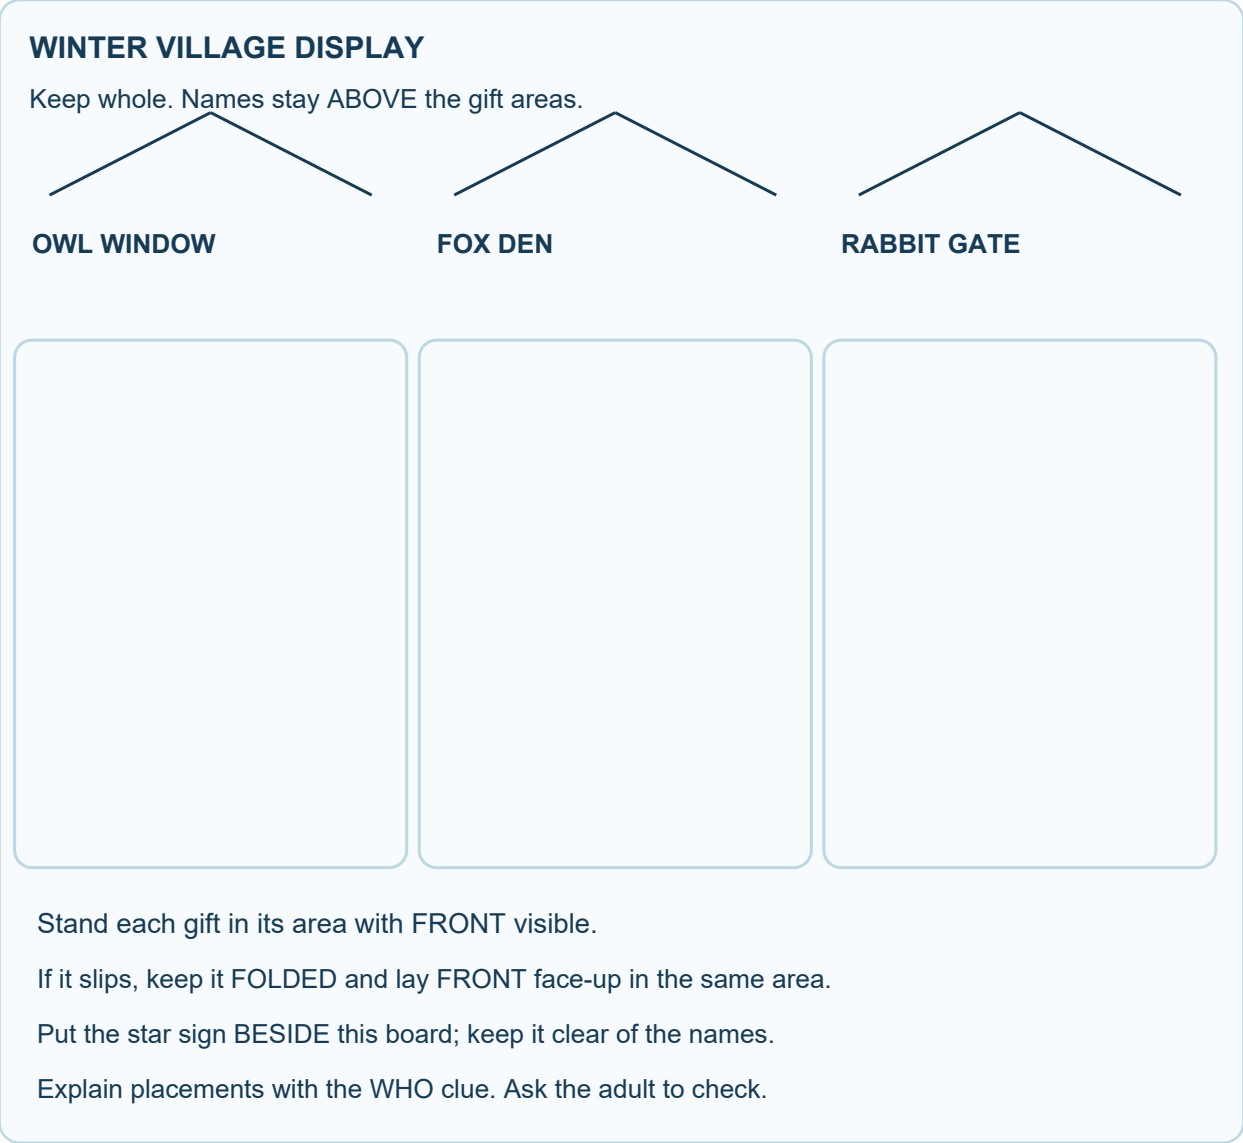 WINTER VILLAGE DISPLAY
Keep whole. Names stay ABOVE the gift areas.
OWL WINDOW
FOX DEN
RABBIT GATE
Stand each gift in its area with FRONT visible.
If it slips, keep it FOLDED and lay FRONT face-up in the same area.
Put the star sign BESIDE this board; keep it clear of the names.
Explain placements with the WHO clue. Ask the adult to check.